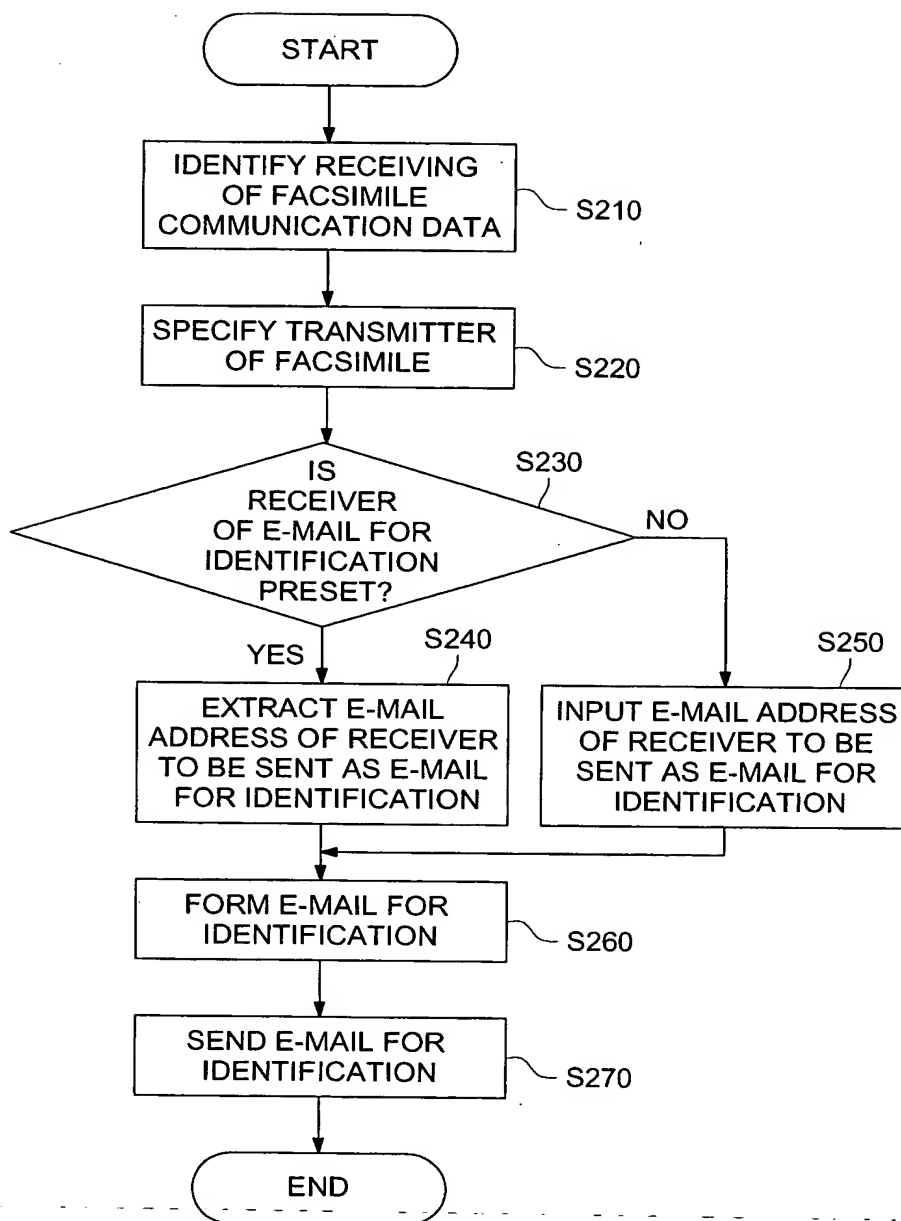 START
IDENTIFY RECEIVING
OF FACSIMILE
COMMUNICATION DATA
S210
SPECIFY TRANSMITTER
OF FACSIMILE
S220
IS
RECEIVER
OF E-MAIL FOR
IDENTIFICATION
PRESET?
S230
NO
YES
S240
EXTRACT E-MAIL
ADDRESS OF RECEIVER
TO BE SENT AS E-MAIL
FOR IDENTIFICATION
S250
INPUT E-MAIL ADDRESS
OF RECEIVER TO BE
SENT AS E-MAIL FOR
IDENTIFICATION
FORM E-MAIL FOR
IDENTIFICATION
S260
SEND E-MAIL FOR
IDENTIFICATION
S270
END